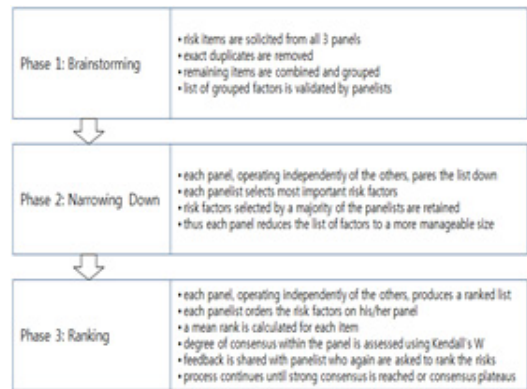 Phase 1: Brainstorming
• risk items are solicited from all 3 panels
• exact duplicates are removed
• remaining items are combined and grouped
• list of grouped factors is validated by panelists
Phase 2: Narrowing Down
• each panel, operating independently of the others, pares the list down
• each panelist selects most important risk factors
• risk factors selected by a majority of the panelists are retained
• thus each panel reduces the list of factors to a more manageable size
Phase 3: Ranking
• each panel, operating independently of the others, produces a ranked list
• each panelist orders the risk factors on his/her panel
• a mean rank is calculated for each item
• degree of consensus within the panel is assessed using Kendall's W
• feedback is shared with panelist who again are asked to rank the risks
• process continues until strong consensus is reached or consensus plateaus